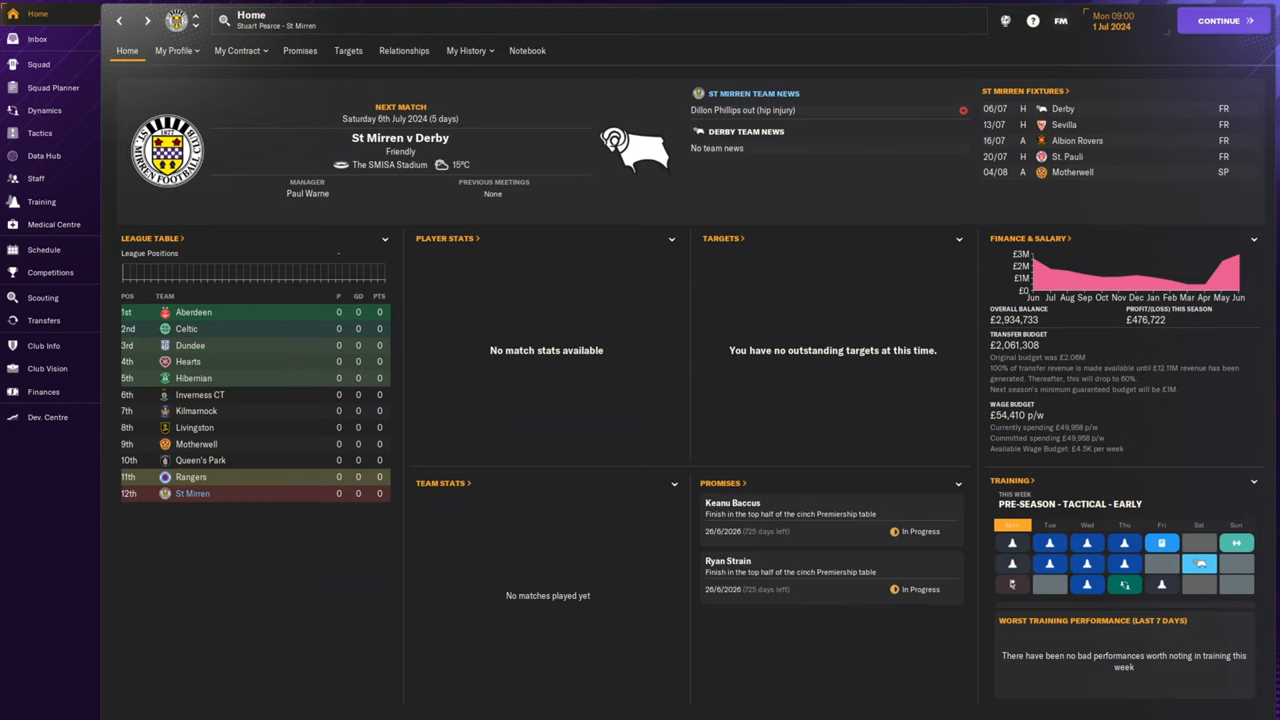 Home
Home
Stuart Pearce - St Mirren
?
FM
Mon 09:00
1 Jul 2024
CONTINUE
Home
My Profile
My Contract
Promises
Targets
Relationships
My History
Notebook
Inbox
Squad
Squad Planner
Dynamics
Tactics
Data Hub
Staff
Training
Medical Centre
Schedule
Competitions
Scouting
Transfers
Club Info
Club Vision
Finances
Dev. Centre
ST. MIRREN FOOTBALL CLUB
1877
NEXT MATCH
Saturday 6th July 2024 (5 days)
St Mirren v Derby
Friendly
The SMISA Stadium 15°C
MANAGER
Paul Warne
PREVIOUS MEETINGS
None
ST MIRREN TEAM NEWS
Dillon Phillips out (hip injury)
DERBY TEAM NEWS
No team news
ST MIRREN FIXTURES
06/07 H Derby FR
13/07 H Sevilla FR
16/07 A Albion Rovers FR
20/07 H St. Pauli FR
04/08 A Motherwell SP
LEAGUE TABLE
League Positions -
POS TEAM P GD PTS
1st Aberdeen 0 0 0
2nd Celtic 0 0 0
3rd Dundee 0 0 0
4th Hearts 0 0 0
5th Hibernian 0 0 0
6th Inverness CT 0 0 0
7th Kilmarnock 0 0 0
8th Livingston 0 0 0
9th Motherwell 0 0 0
10th Queen's Park 0 0 0
11th Rangers 0 0 0
12th St Mirren 0 0 0
PLAYER STATS
No match stats available
TEAM STATS
No matches played yet
TARGETS
You have no outstanding targets at this time.
PROMISES
Keanu Baccus
Finish in the top half of the cinch Premiership table
26/6/2026 (725 days left) In Progress
Ryan Strain
Finish in the top half of the cinch Premiership table
26/6/2026 (725 days left) In Progress
FINANCE & SALARY
£3M
£2M
£1M
£0
Jun Jul Aug Sep Oct Nov Dec Jan Feb Mar Apr May Jun
OVERALL BALANCE
£2,934,733
PROFIT/(LOSS) THIS SEASON
£476,722
TRANSFER BUDGET
£2,061,308
Original budget was £2.06M
100% of transfer revenue is made available until £12.11M revenue has been
generated. Thereafter, this will drop to 60%.
Next season's minimum guaranteed budget will be £1M.
WAGE BUDGET
£54,410 p/w
Currently spending £49,958 p/w
Committed spending £49,958 p/w
Available Wage Budget: £4.5K per week
TRAINING
THIS WEEK
PRE-SEASON - TACTICAL - EARLY
Mon Tue Wed Thu Fri Sat Sun
WORST TRAINING PERFORMANCE (LAST 7 DAYS)
There have been no bad performances worth noting in training this
week